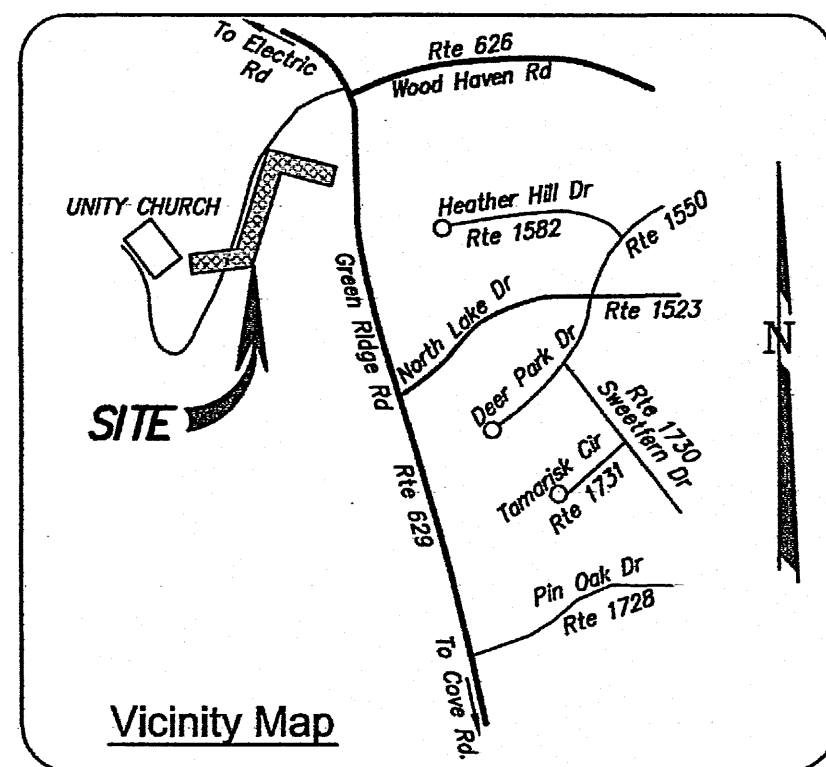 To Electric
Rd
Rte 626
Wood Haven Rd
UNITY CHURCH
Heather Hill Dr
Rte 1582
Rte 1550
Green Ridge Rd
North Lake Dr
Rte 1523
N
Deer Park Dr
SITE
Rte 1730
Sweetfern Dr
Tamarisk Cir
Rte 1731
Rte 629
Pin Oak Dr
Rte 1728
To Cove Rd.
Vicinity Map